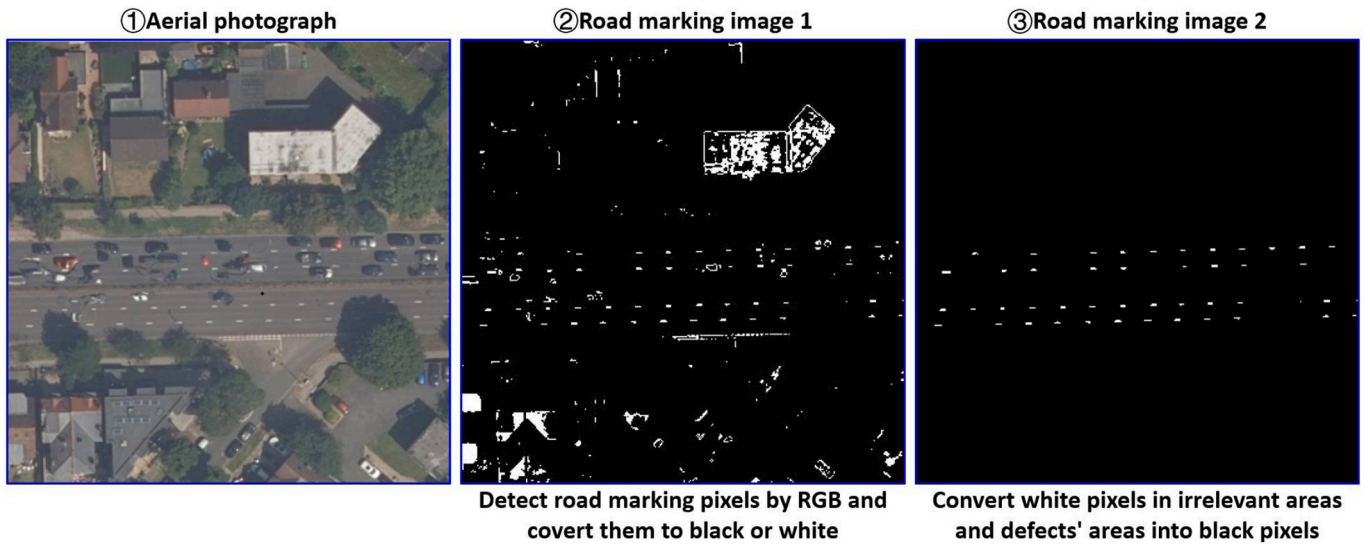 ①Aerial photograph
②Road marking image 1
③Road marking image 2
Detect road marking pixels by RGB and
covert them to black or white
Convert white pixels in irrelevant areas
and defects' areas into black pixels